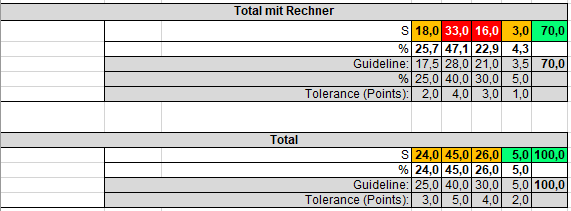 Total mit Rechner
S 18,0 33,0 16,0 3,0 70,0
% 25,7 47,1 22,9 4,3
Guideline: 17,5 28,0 21,0 3,5 70,0
% 25,0 40,0 30,0 5,0
Tolerance (Points): 2,0 4,0 3,0 1,0
Total
S 24,0 45,0 26,0 5,0 100,0
% 24,0 45,0 26,0 5,0
Guideline: 25,0 40,0 30,0 5,0 100,0
Tolerance (Points): 3,0 5,0 4,0 2,0